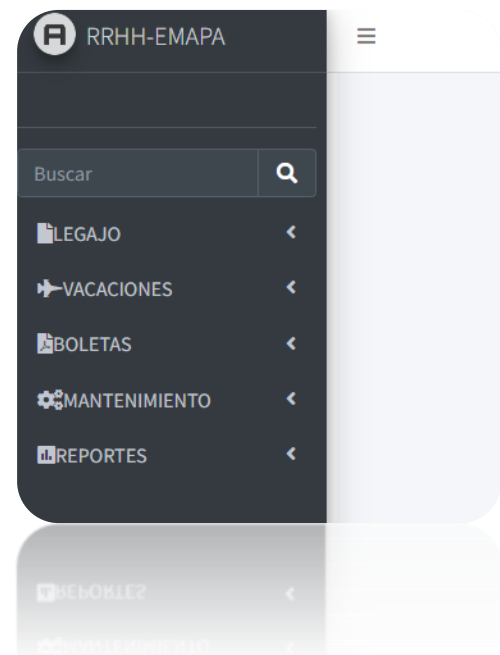 RRHH-EMAPA
Buscar
LEGAJO
VACACIONES
BOLETAS
MANTENIMIENTO
REPORTES